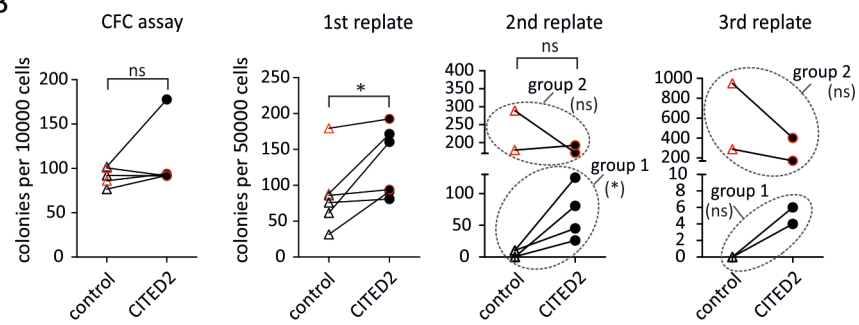 B
CFC assay
colonies per 10000 cells
200
150
100
50
0
ns
control
CITED2
1st replate
colonies per 50000 cells
250
200
150
100
50
0
*
control
CITED2
2nd replate
ns
400
350
300
250
200
100
50
0
group 2
(ns)
group 1
(*)
control
CITED2
3rd replate
1000
800
600
400
200
10
8
6
4
2
0
group 2
(ns)
group 1
(ns)
control
CITED2